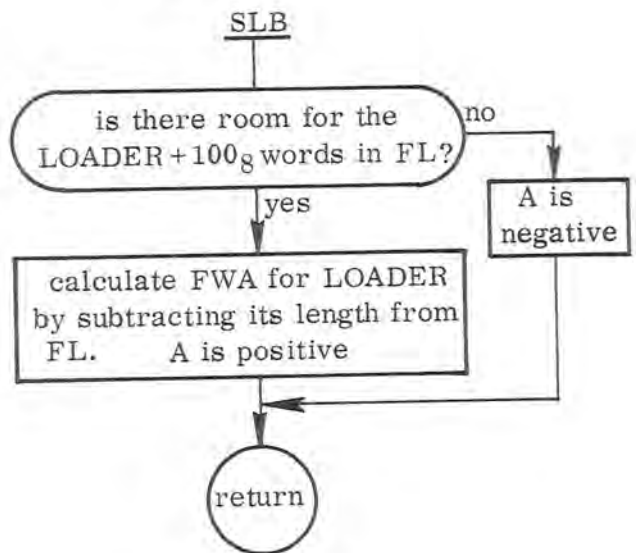 SLB
is there room for the
LOADER + 100₈ words in FL?
no
yes
A is
negative
calculate FWA for LOADER
by subtracting its length from
FL. A is positive
return